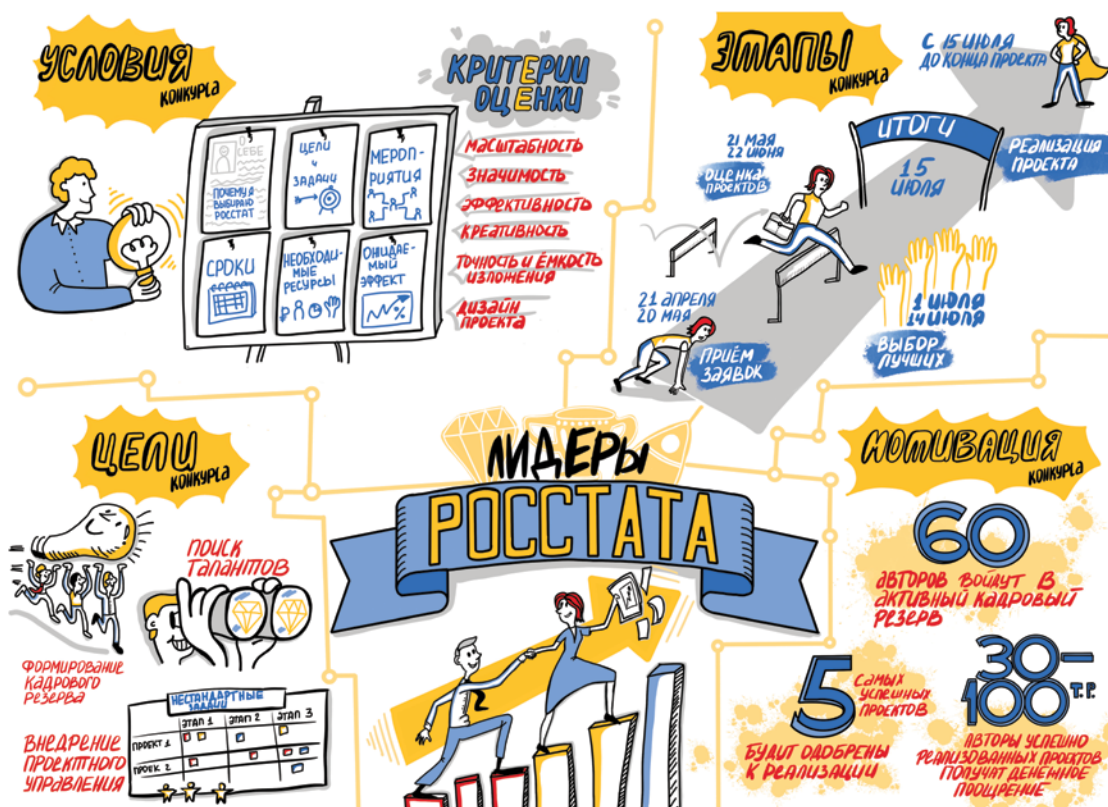 УСЛОВИЯ
КОНКУРСА
КРИТЕРИИ
ОЦЕНКИ
О
СЕБЕ
ПОЧЕМУ Я
ВЫБИРАЮ
РОССТАТ
ЦЕЛИ
И
ЗАДАЧИ
МЕРОП-
РИЯТИЯ
СРОКИ
НЕОБХОДИ-
МЫЕ
РЕСУРСЫ
ОЖИДАЕ-
МЫЙ
ЭФФЕКТ
МАСШТАБНОСТЬ
ЗНАЧИМОСТЬ
ЭФФЕКТИВНОСТЬ
КРЕАТИВНОСТЬ
ТОЧНОСТЬ И ЁМКОСТЬ
ИЗЛОЖЕНИЯ
ДИЗАЙН
ПРОЕКТА
ЭТАПЫ
КОНКУРСА
С 15 ИЮЛЯ
ДО КОНЦА ПРОЕКТА
РЕАЛИЗАЦИЯ
ПРОЕКТА
ИТОГИ
15
ИЮЛЯ
21 МАЯ
22 ИЮНЯ
ОЦЕНКА
ПРОЕКТОВ
1 ИЮЛЯ
14 ИЮЛЯ
ВЫБОР
ЛУЧШИХ
21 АПРЕЛЯ
20 МАЯ
ПРИЁМ
ЗАЯВОК
ЦЕЛИ
КОНКУРСА
ПОИСК
ТАЛАНТОВ
ФОРМИРОВАНИЕ
КАДРОВОГО
РЕЗЕРВА
ВНЕДРЕНИЕ
ПРОЕКТНОГО
УПРАВЛЕНИЯ
НЕСТАНДАРТНЫЕ
ЗАДАЧИ
ЭТАП 1 ЭТАП 2 ЭТАП 3
ПРОЕКТ 1
ПРОЕК 2
ЛИДЕРЫ
РОССТАТА
МОТИВАЦИЯ
КОНКУРСА
60
АВТОРОВ ВОЙДУТ В
АКТИВНЫЙ КАДРОВЫЙ
РЕЗЕРВ
5
САМЫХ
УСПЕШНЫХ
ПРОЕКТОВ
БУДУТ ОДОБРЕНЫ
К РЕАЛИЗАЦИИ
30-
100 Т.Р.
АВТОРЫ УСПЕШНО
РЕАЛИЗОВАННЫХ ПРОЕКТОВ
ПОЛУЧАТ ДЕНЕЖНОЕ
ПООЩРЕНИЕ